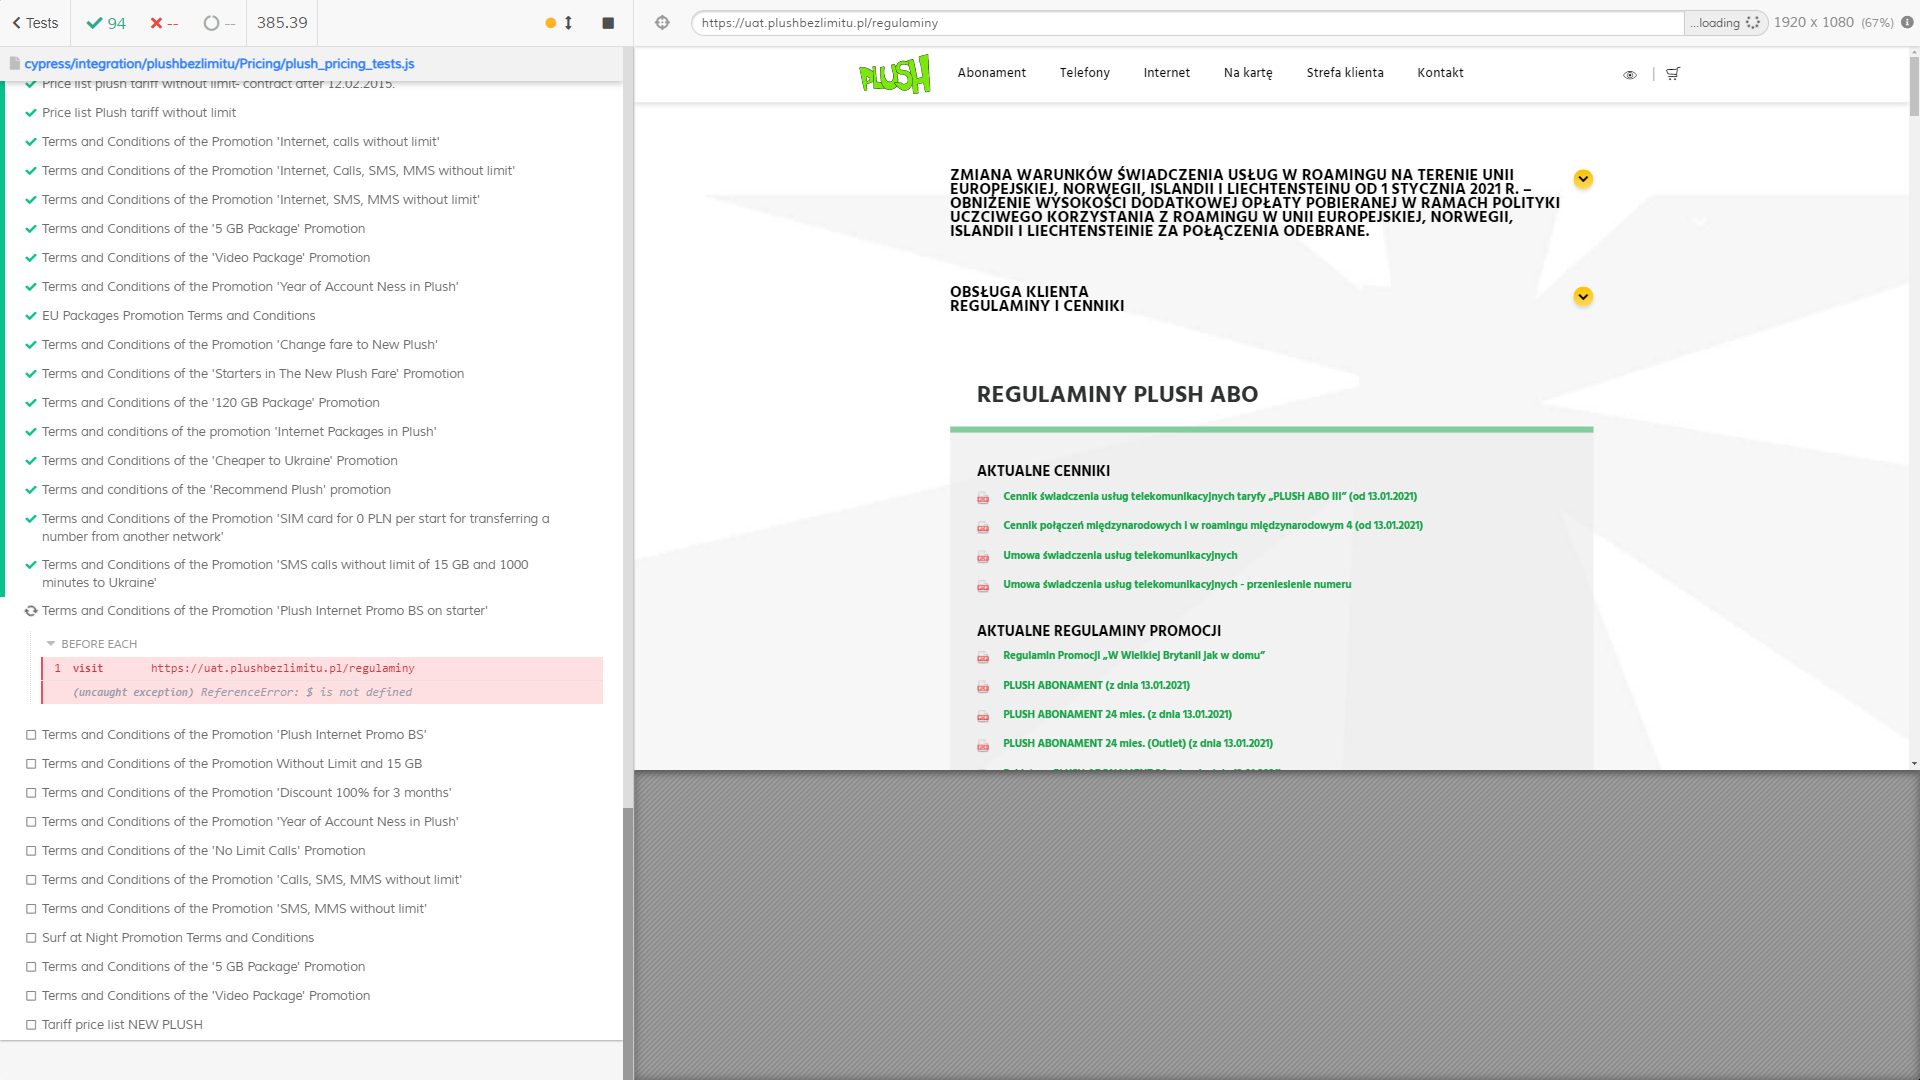 Tests
94
--
--
385.39
https://uat.plushbezlimitu.pl/regulaminy
...loading
1920 x 1080 (67%)
cypress/integration/plushbezlimitu/Pricing/plush_pricing_tests.js
Price list plush tariff without limit- contract after 12.02.2015.
Price list Plush tariff without limit
Terms and Conditions of the Promotion 'Internet, calls without limit'
Terms and Conditions of the Promotion 'Internet, Calls, SMS, MMS without limit'
Terms and Conditions of the Promotion 'Internet, SMS, MMS without limit'
Terms and Conditions of the '5 GB Package' Promotion
Terms and Conditions of the 'Video Package' Promotion
Terms and Conditions of the Promotion 'Year of Account Ness in Plush'
EU Packages Promotion Terms and Conditions
Terms and Conditions of the Promotion 'Change fare to New Plush'
Terms and Conditions of the 'Starters in The New Plush Fare' Promotion
Terms and Conditions of the '120 GB Package' Promotion
Terms and conditions of the promotion 'Internet Packages in Plush'
Terms and Conditions of the 'Cheaper to Ukraine' Promotion
Terms and conditions of the 'Recommend Plush' promotion
Terms and Conditions of the Promotion 'SIM card for 0 PLN per start for transferring a
number from another network'
Terms and Conditions of the Promotion 'SMS calls without limit of 15 GB and 1000
minutes to Ukraine'
Terms and Conditions of the Promotion 'Plush Internet Promo BS on starter'
BEFORE EACH
1 visit https://uat.plushbezlimitu.pl/regulaminy
(uncaught exception) ReferenceError: $ is not defined
Terms and Conditions of the Promotion 'Plush Internet Promo BS'
Terms and Conditions of the Promotion Without Limit and 15 GB
Terms and Conditions of the Promotion 'Discount 100% for 3 months'
Terms and Conditions of the Promotion 'Year of Account Ness in Plush'
Terms and Conditions of the 'No Limit Calls' Promotion
Terms and Conditions of the Promotion 'Calls, SMS, MMS without limit'
Terms and Conditions of the Promotion 'SMS, MMS without limit'
Surf at Night Promotion Terms and Conditions
Terms and Conditions of the '5 GB Package' Promotion
Terms and Conditions of the 'Video Package' Promotion
Tariff price list NEW PLUSH
PLUSH
Abonament Telefony Internet Na kartę Strefa klienta Kontakt
ZMIANA WARUNKÓW ŚWIADCZENIA USŁUG W ROAMINGU NA TERENIE UNII
EUROPEJSKIEJ, NORWEGII, ISLANDII I LIECHTENSTEINU OD 1 STYCZNIA 2021 R. –
OBNIŻENIE WYSOKOŚCI DODATKOWEJ OPŁATY POBIERANEJ W RAMACH POLITYKI
UCZCIWEGO KORZYSTANIA Z ROAMINGU W UNII EUROPEJSKIEJ, NORWEGII,
ISLANDII I LIECHTENSTEINIE ZA POŁĄCZENIA ODEBRANE.
OBSŁUGA KLIENTA
REGULAMINY I CENNIKI
REGULAMINY PLUSH ABO
AKTUALNE CENNIKI
Cennik świadczenia usług telekomunikacyjnych taryfy „PLUSH ABO III” (od 13.01.2021)
Cennik połączeń międzynarodowych i w roamingu międzynarodowym 4 (od 13.01.2021)
Umowa świadczenia usług telekomunikacyjnych
Umowa świadczenia usług telekomunikacyjnych - przeniesienie numeru
AKTUALNE REGULAMINY PROMOCJI
Regulamin Promocji „W Wielkiej Brytanii jak w domu”
PLUSH ABONAMENT (z dnia 13.01.2021)
PLUSH ABONAMENT 24 mies. (z dnia 13.01.2021)
PLUSH ABONAMENT 24 mies. (Outlet) (z dnia 13.01.2021)